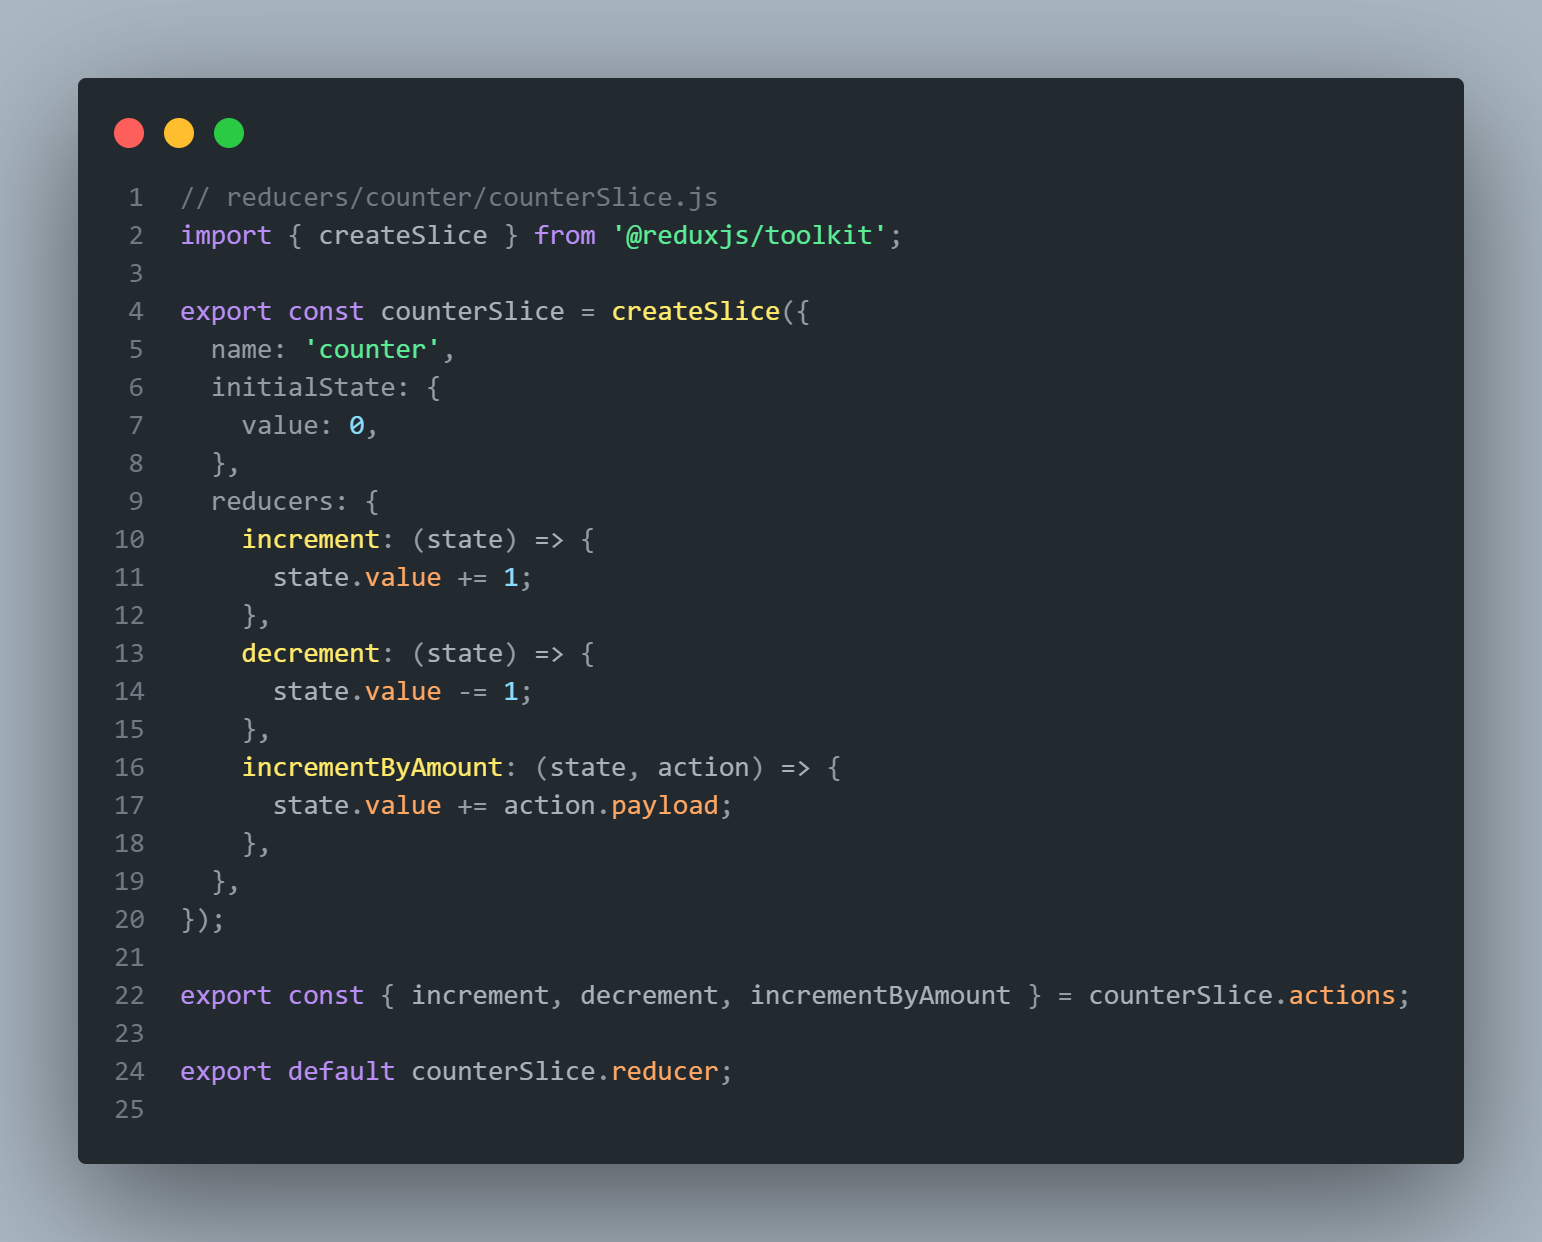 1 // reducers/counter/counterSlice.js
2 import { createSlice } from '@reduxjs/toolkit';
3
4 export const counterSlice = createSlice({
5   name: 'counter',
6   initialState: {
7     value: 0,
8   },
9   reducers: {
10     increment: (state) => {
11       state.value += 1;
12     },
13     decrement: (state) => {
14       state.value -= 1;
15     },
16     incrementByAmount: (state, action) => {
17       state.value += action.payload;
18     },
19   },
20 });
21
22 export const { increment, decrement, incrementByAmount } = counterSlice.actions;
23
24 export default counterSlice.reducer;
25